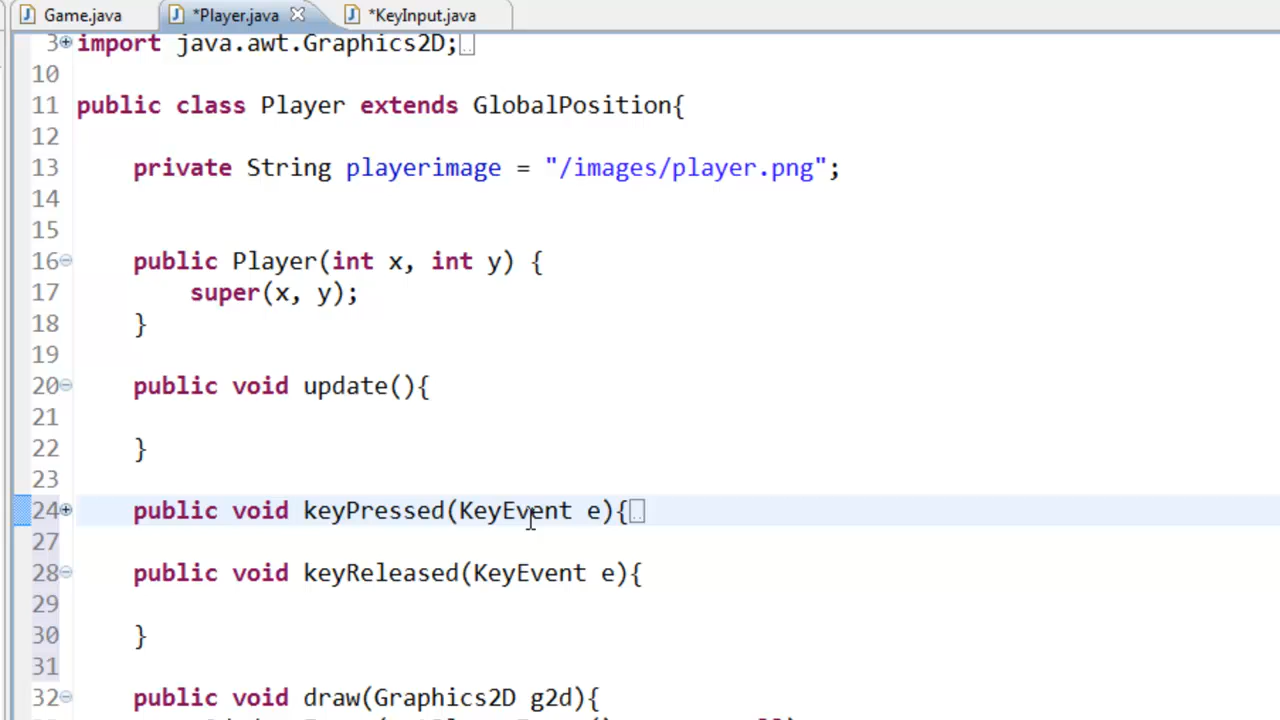 Game.java *Player.java *KeyInput.java
3 import java.awt.Graphics2D;
10
11 public class Player extends GlobalPosition{
12
13 private String playerimage = "/images/player.png";
14
15
16 public Player(int x, int y) {
17 super(x, y);
18 }
19
20 public void update(){
21
22 }
23
24 public void keyPressed(KeyEvent e){
27
28 public void keyReleased(KeyEvent e){
29
30 }
31
32 public void draw(Graphics2D g2d){